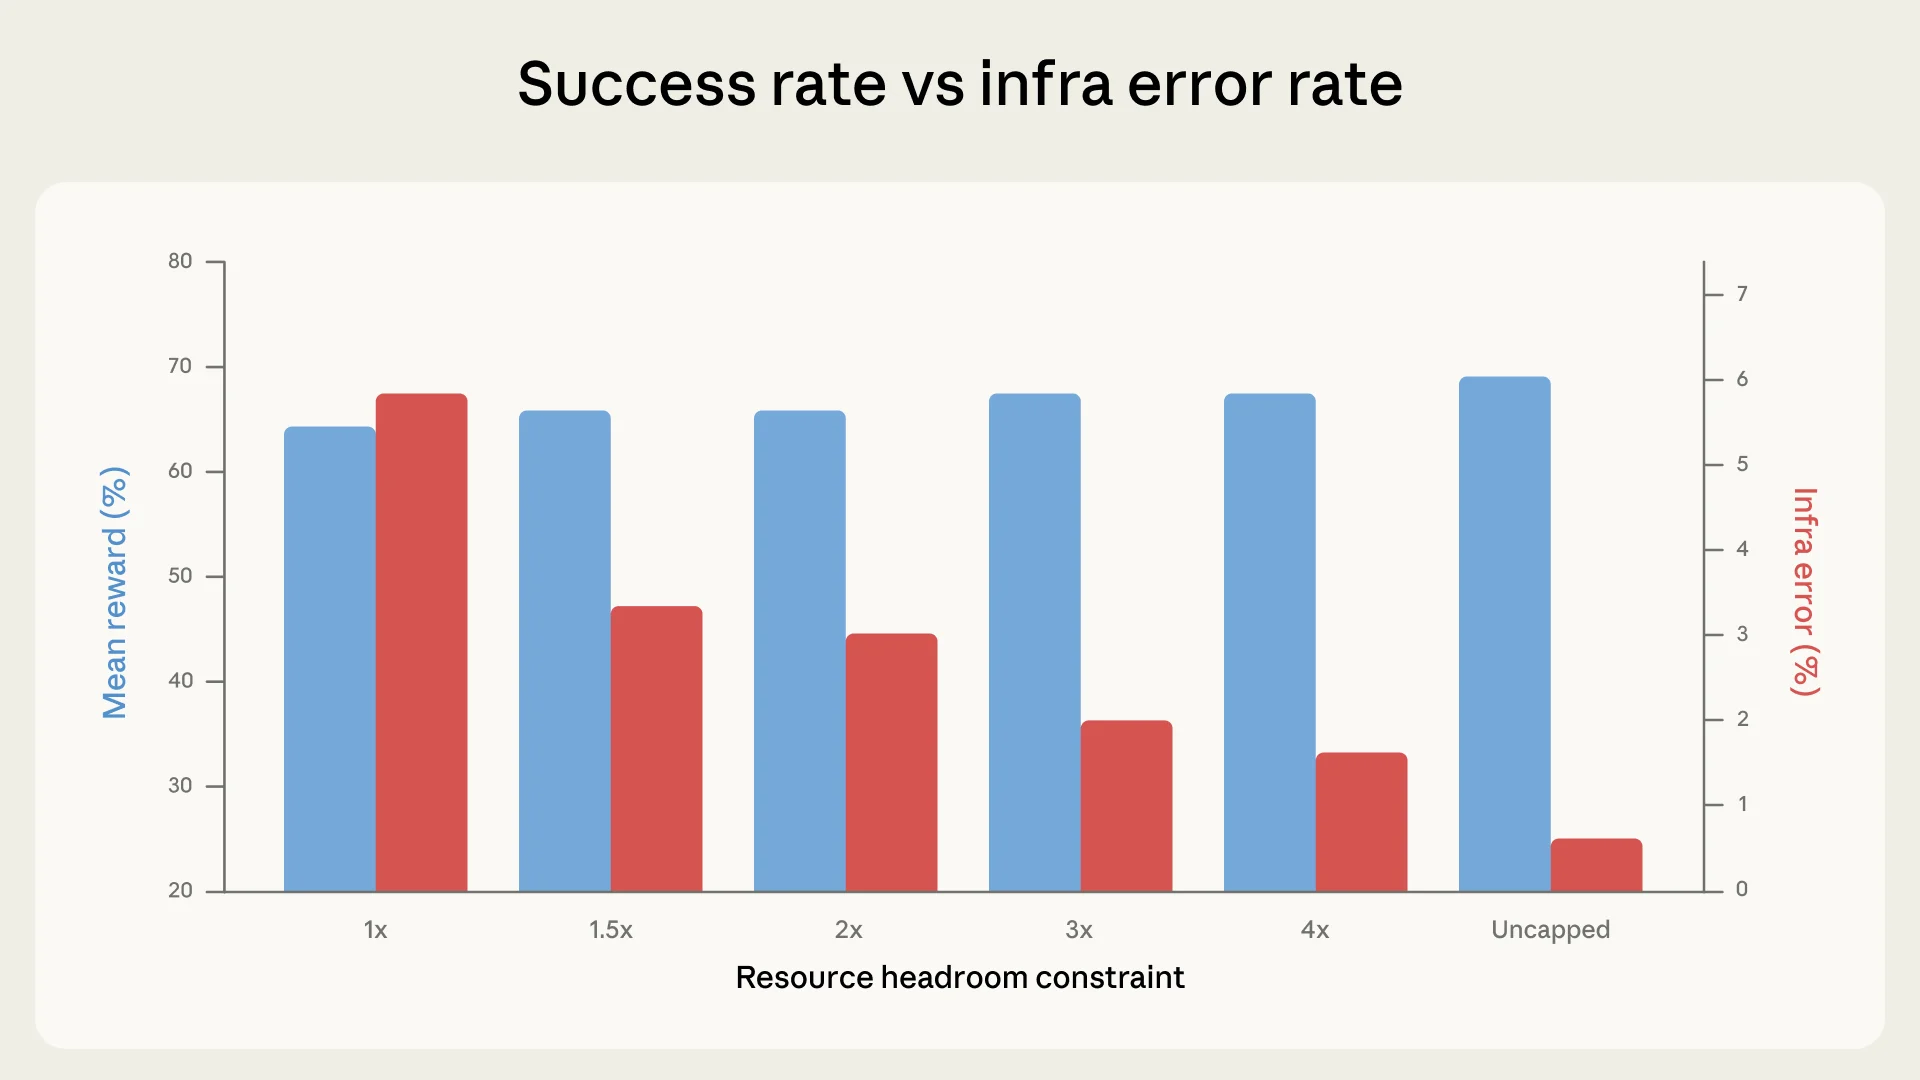 Success rate vs infra error rate
80
70
60
50
40
30
20
Mean reward (%)
7
6
5
4
3
2
1
0
Infra error (%)
1x
1.5x
2x
3x
4x
Uncapped
Resource headroom constraint